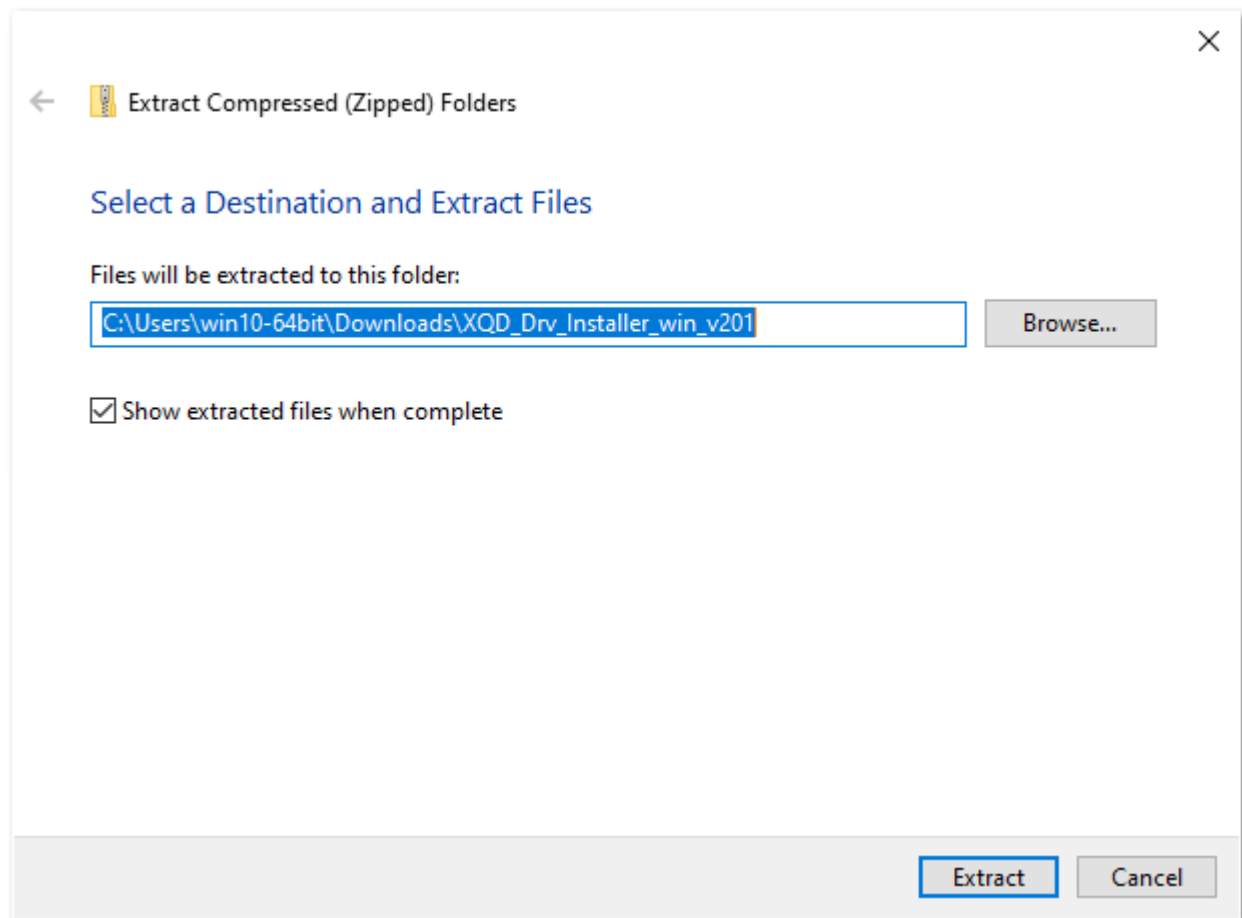 Extract Compressed (Zipped) Folders
Select a Destination and Extract Files
Files will be extracted to this folder:
C:\Users\win10-64bit\Downloads\XQD_Drv_Installer_win_v201
Browse...
Show extracted files when complete
Extract
Cancel